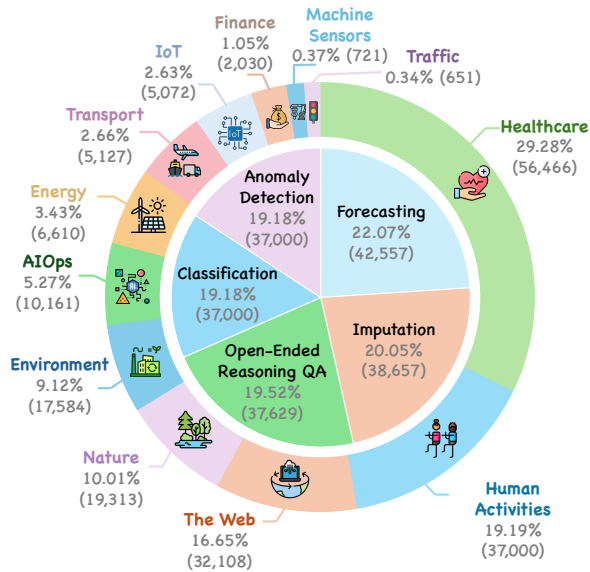 Finance
1.05%
(2,030)
Machine
Sensors
0.37% (721)
Traffic
0.34% (651)
IoT
2.63%
(5,072)
Transport
2.66%
(5,127)
Energy
3.43%
(6,610)
AIOps
5.27%
(10,161)
Environment
9.12%
(17,584)
Nature
10.01%
(19,313)
The Web
16.65%
(32,108)
Human
Activities
19.19%
(37,000)
Healthcare
29.28%
(56,466)
IoT
AI
Anomaly
Detection
19.18%
(37,000)
Forecasting
22.07%
(42,557)
Classification
19.18%
(37,000)
Imputation
20.05%
(38,657)
Open-Ended
Reasoning QA
19.52%
(37,629)